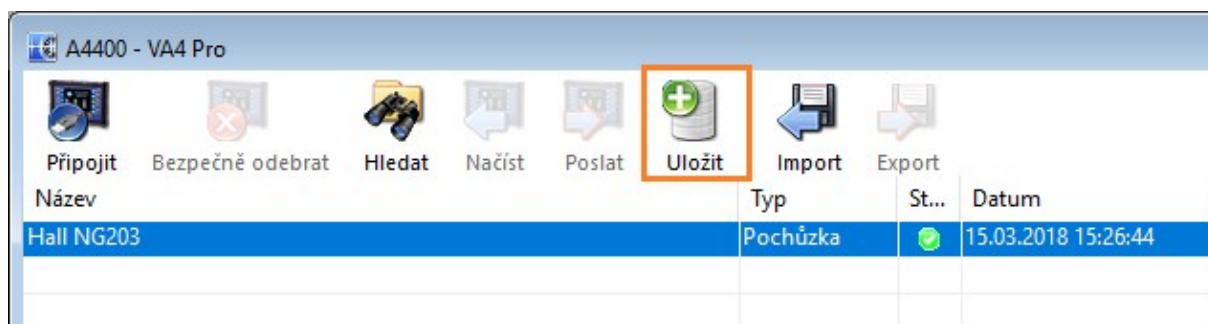 A4400 - VA4 Pro
Připojit Bezpečně odebrat Hledat Načíst Poslat Uložit Import Export
Název Typ St... Datum
Hall NG203 Pochůzka 15.03.2018 15:26:44